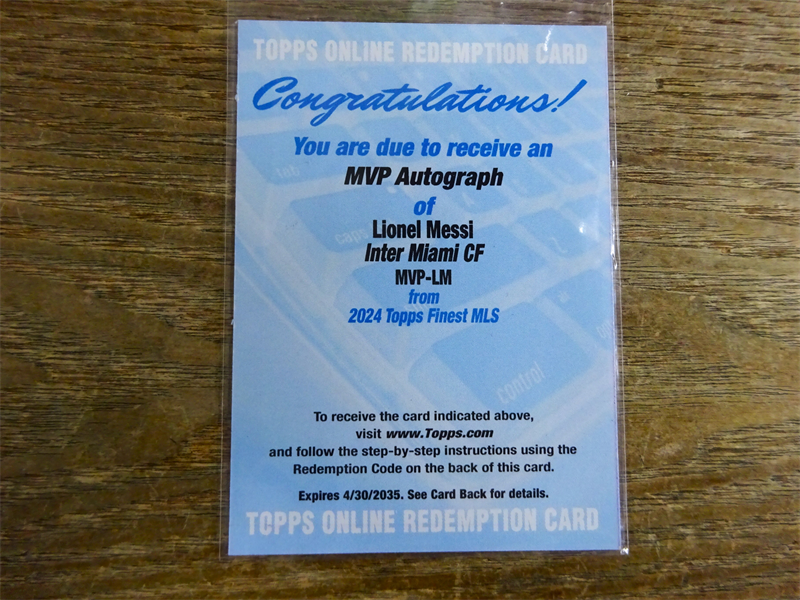 TOPPS ONLINE REDEMPTION CARD
Congratulations!
You are due to receive an
MVP Autograph
of
Lionel Messi
Inter Miami CF
MVP-LM
from
2024 Topps Finest MLS
control
To receive the card indicated above,
visit www.Topps.com
and follow the step-by-step instructions using the
Redemption Code on the back of this card.
Expires 4/30/2035. See Card Back for details.
TOPPS ONLINE REDEMPTION CARD